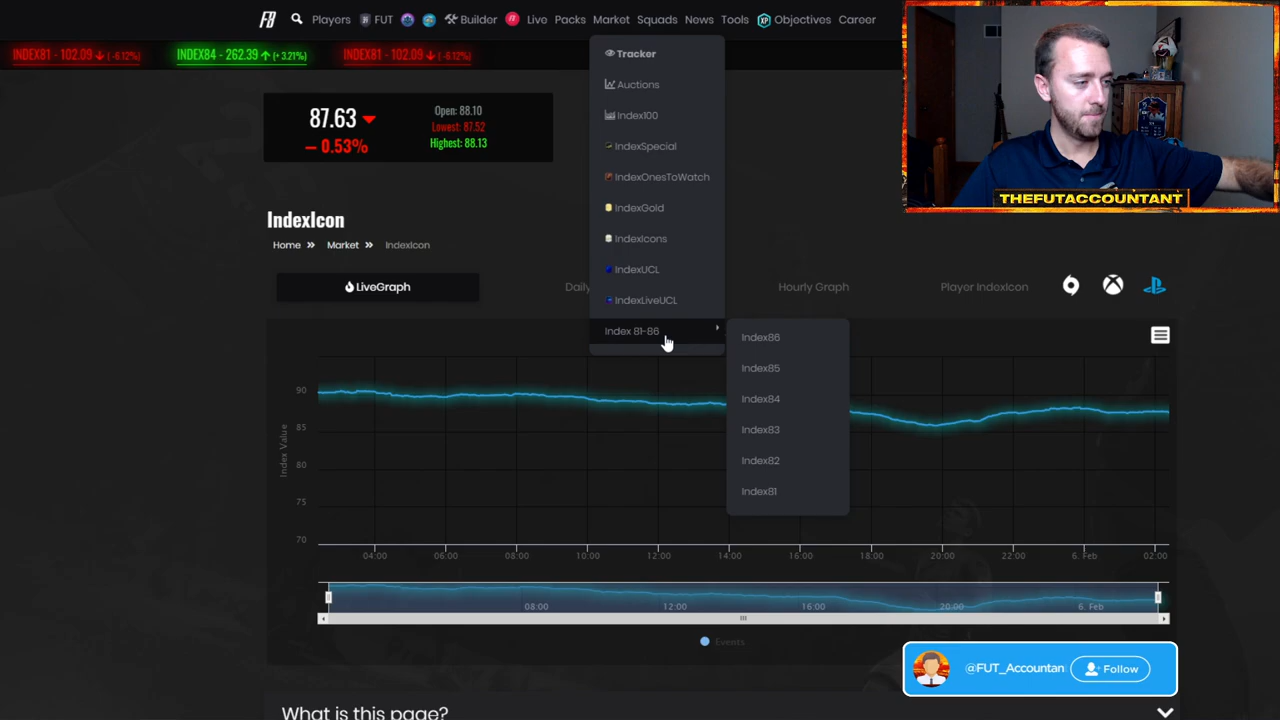 Players FUT Builder Live Packs Market Squads News Tools XP Objectives Career
INDEX81 - 102.09 ↓ (-6.12%) INDEX84 - 262.39 ↑ (+3.21%) INDEX81 - 102.09 ↓ (-6.12%)
87.63
– 0.53%
Open: 88.10
Lowest: 87.52
Highest: 88.13
Tracker
Auctions
Index100
IndexSpecial
IndexOnesToWatch
IndexGold
IndexIcons
IndexUCL
IndexLiveUCL
Index 81-86
Index86
Index85
Index84
Index83
Index82
Index81
THEFUTACCOUNTANT
IndexIcon
Home » Market » IndexIcon
LiveGraph Daily Hourly Graph Player IndexIcon
Index Value
90
85
80
75
70
04:00 06:00 08:00 10:00 12:00 14:00 16:00 18:00 20:00 22:00 6. Feb 02:00
08:00 12:00 16:00 20:00 6. Feb
Events
@FUT_Accountan Follow
What is this page?